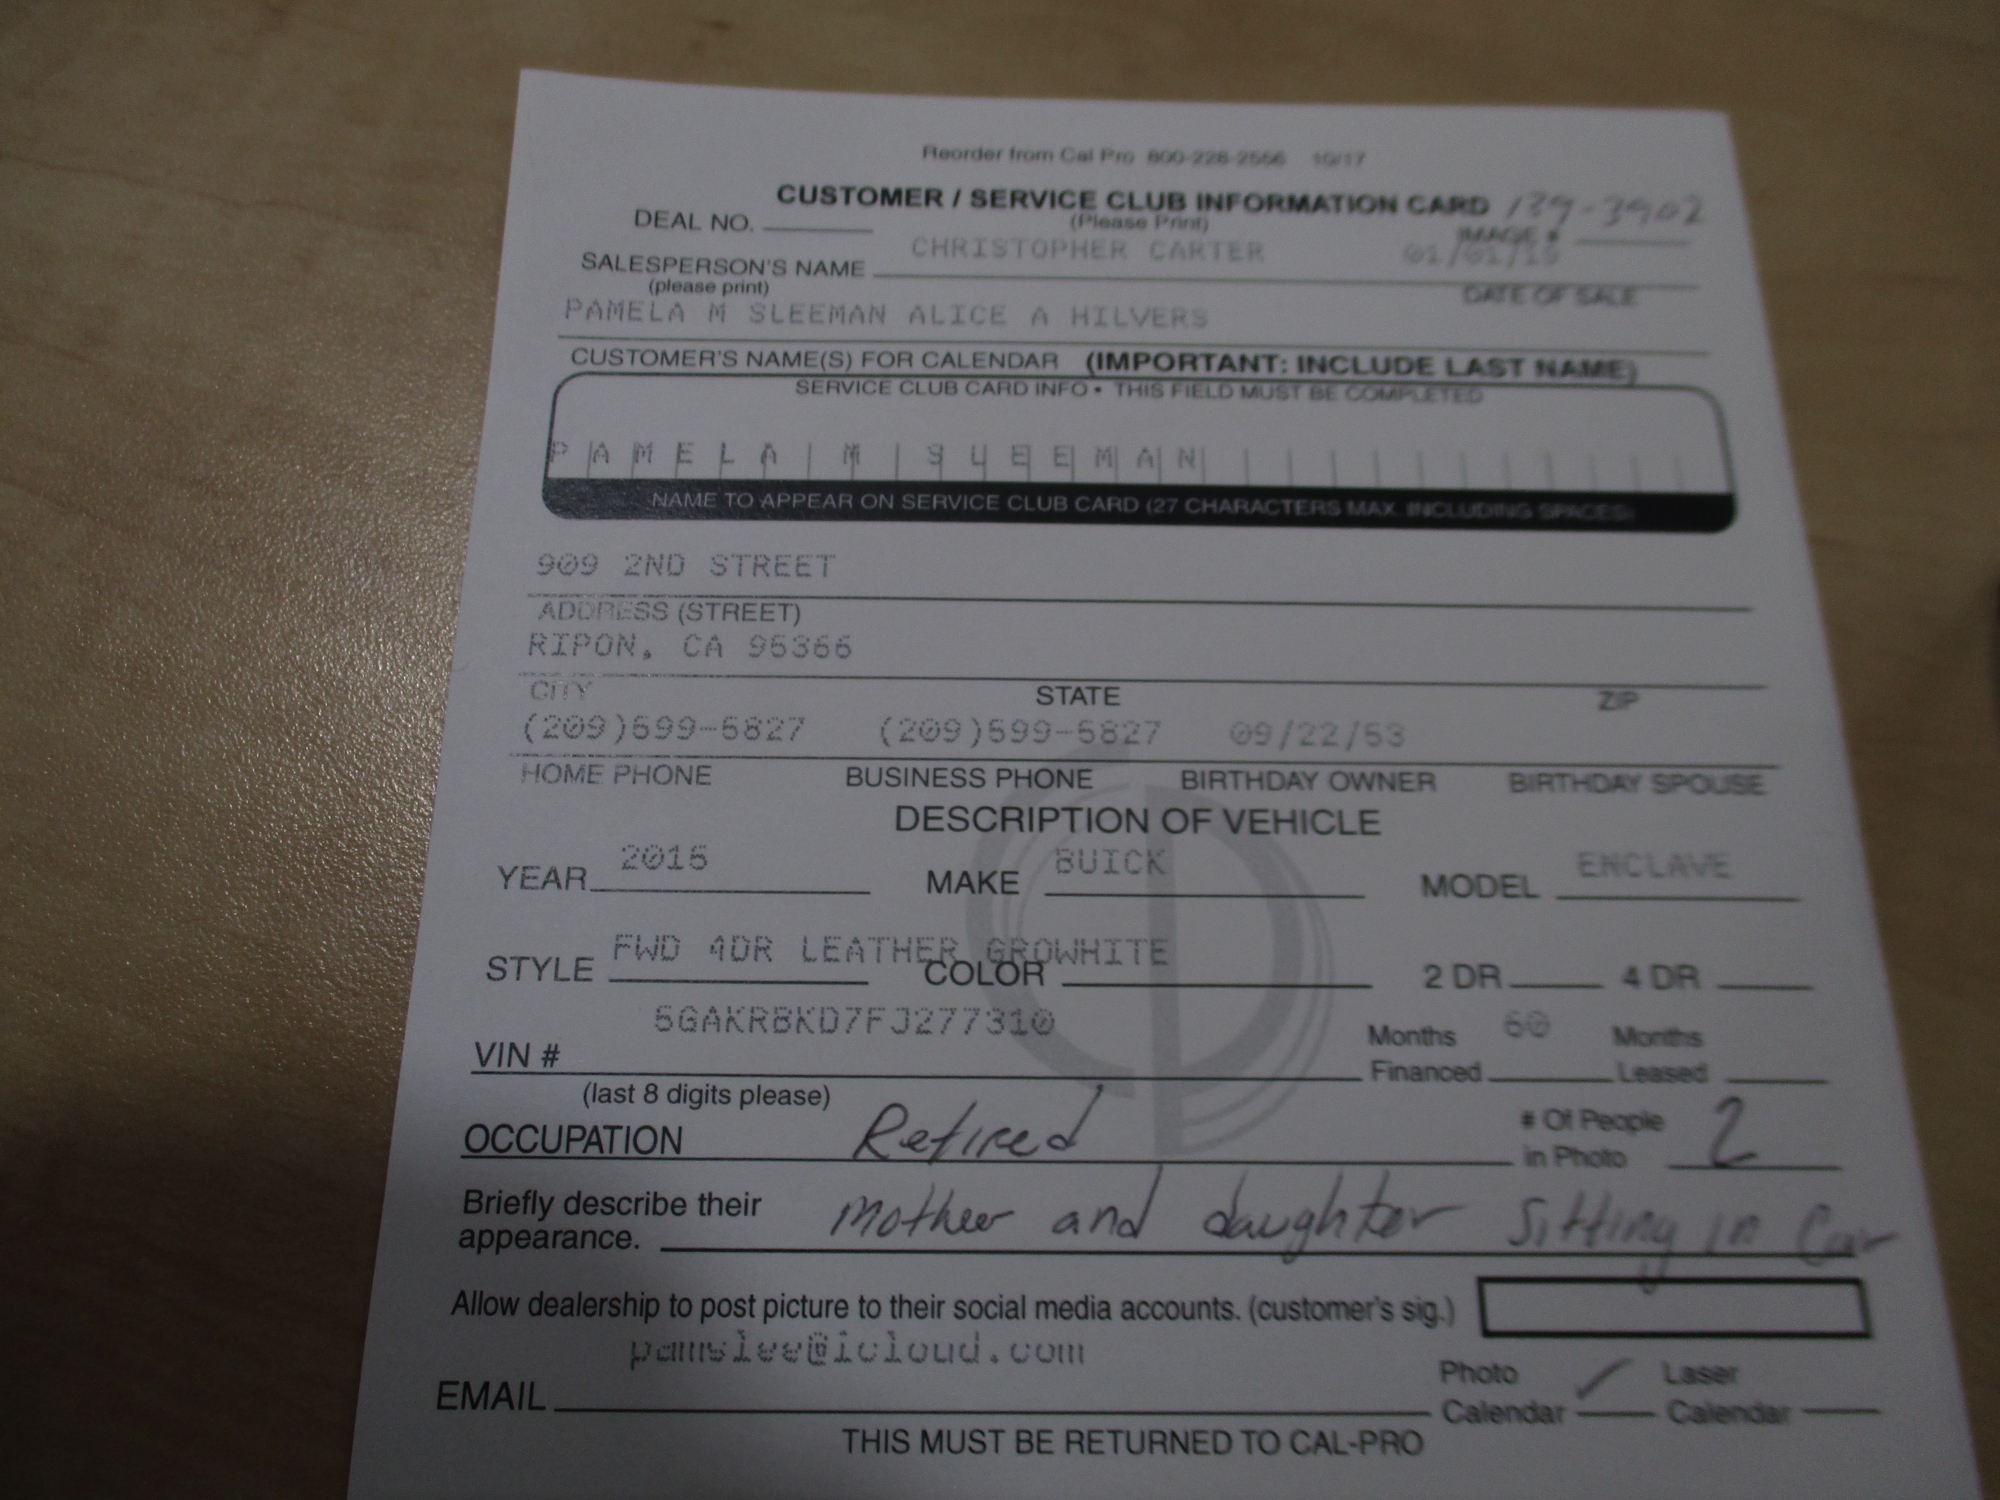 Reorder from Cal Pro 800-228-2556 10/17
CUSTOMER / SERVICE CLUB INFORMATION CARD 139-3902
DEAL NO. (Please Print) IMAGE #
CHRISTOPHER CARTER
SALESPERSON'S NAME
(please print) DATE OF SALE
PAMELA M SLEEMAN ALICE A HILVERS
CUSTOMER'S NAME(S) FOR CALENDAR (IMPORTANT: INCLUDE LAST NAME)
SERVICE CLUB CARD INFO • THIS FIELD MUST BE COMPLETED
PAMELA M SLEEMAN
NAME TO APPEAR ON SERVICE CLUB CARD (27 CHARACTERS MAX. INCLUDING SPACES)
909 2ND STREET
ADDRESS (STREET)
RIPON, CA 95366
CITY STATE ZIP
(209)599-5827 (209)599-5827 09/22/53
HOME PHONE BUSINESS PHONE BIRTHDAY OWNER BIRTHDAY SPOUSE
DESCRIPTION OF VEHICLE
YEAR 2015 MAKE BUICK MODEL ENCLAVE
FWD 4DR LEATHER GROWHITE
STYLE COLOR 2 DR 4 DR
5GAKRBKD7FJ277310
VIN # Months Financed 60 Months Leased
(last 8 digits please)
OCCUPATION Retired # Of People in Photo 2
Briefly describe their
appearance. Mother and daughter Sitting in Car
Allow dealership to post picture to their social media accounts. (customer's sig.)
pamslee@icloud.com
EMAIL Photo Calendar ✓ Laser Calendar
THIS MUST BE RETURNED TO CAL-PRO